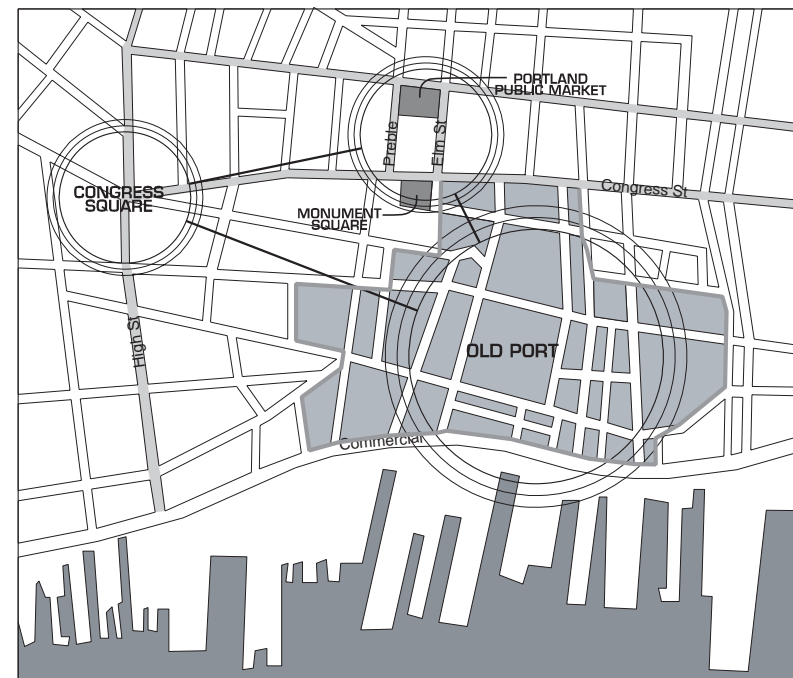 PORTLAND
PUBLIC MARKET
Preble
Elm St
CONGRESS
SQUARE
Congress St
MONUMENT
SQUARE
High St
OLD PORT
Commercial